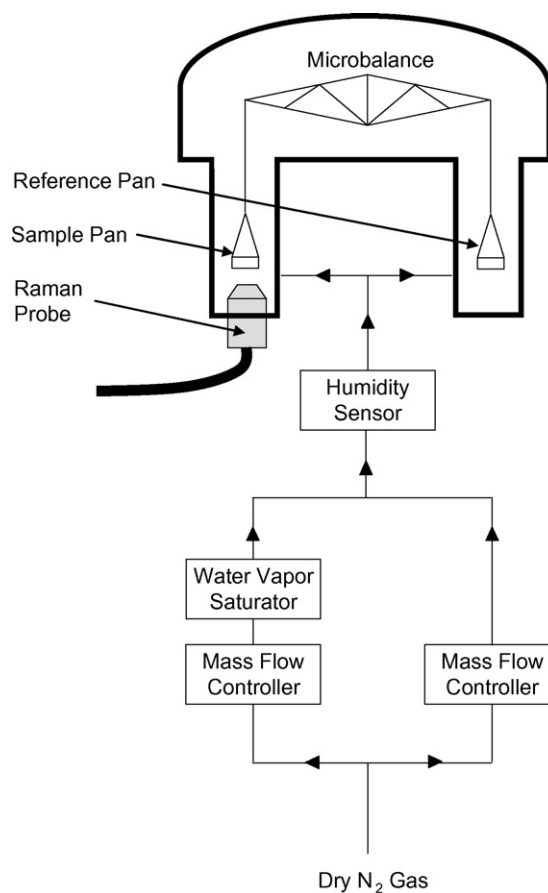 Microbalance
Reference Pan
Sample Pan
Raman
Probe
Humidity
Sensor
Water Vapor
Saturator
Mass Flow
Controller
Mass Flow
Controller
Dry N₂ Gas